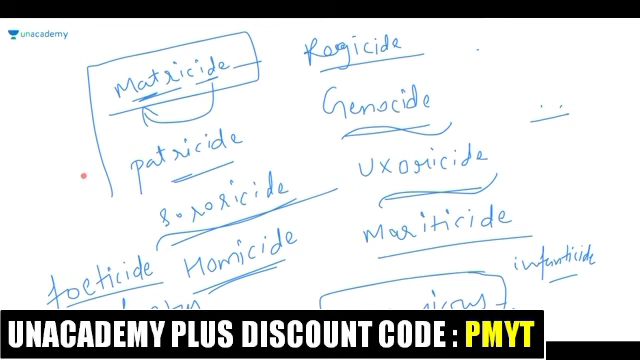 unacademy
Regicide
Matricide
Genocide
patricide
Uxoricide
Sororicide
Mariticide
Homicide
foeticide
infanticide
UNACADEMY PLUS DISCOUNT CODE : PMYT